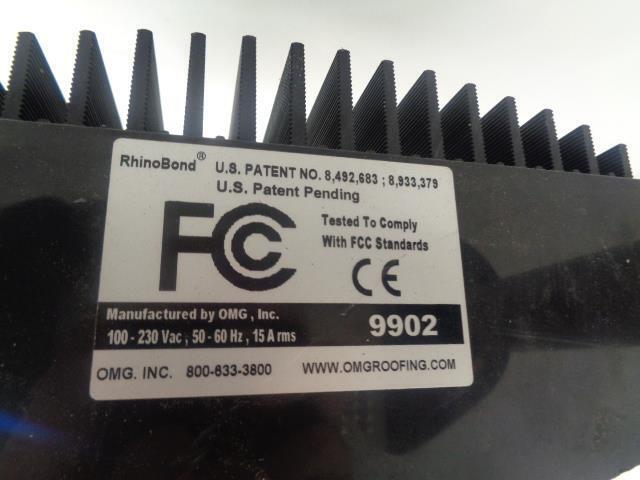 RhinoBond® U.S. PATENT NO. 8,492,683 ; 8,933,379
U.S. Patent Pending
FCC
Tested To Comply
With FCC Standards
CE
Manufactured by OMG , Inc.
100 - 230 Vac , 50 - 60 Hz , 15 A rms
9902
OMG. INC. 800-633-3800 WWW.OMGROOFING.COM